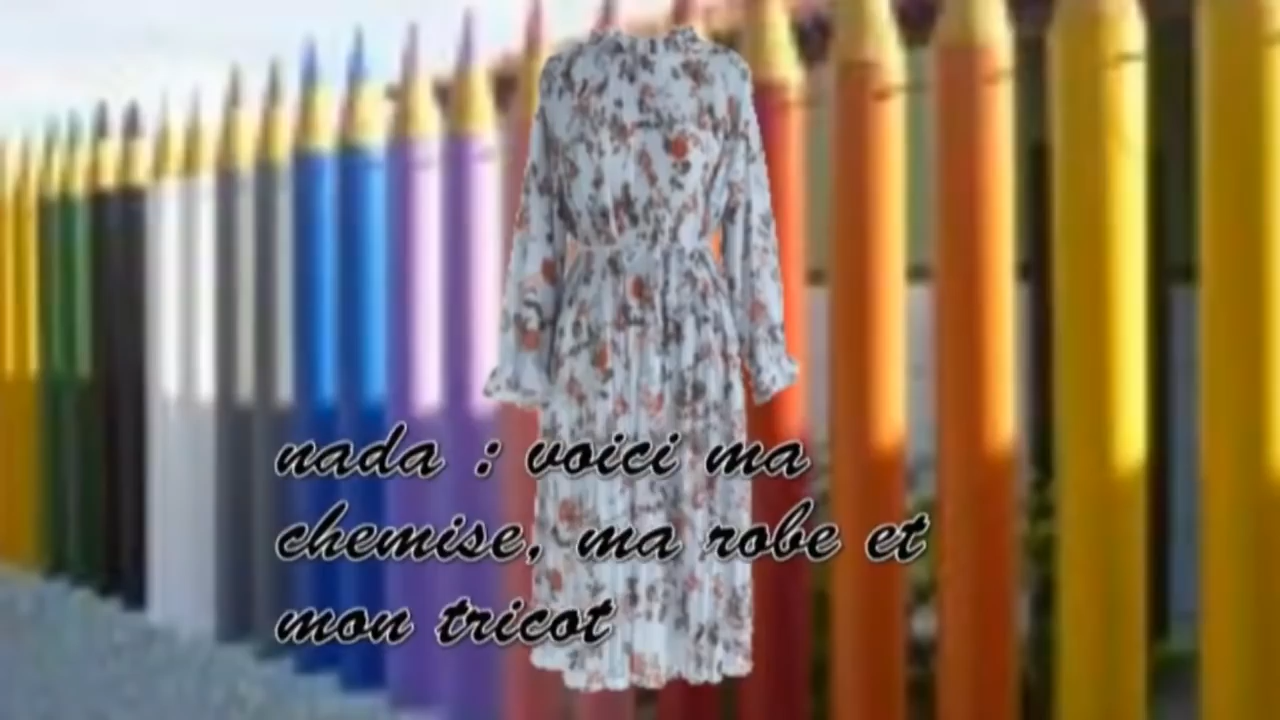 nada : voici ma
chemise, ma robe et
mon tricot